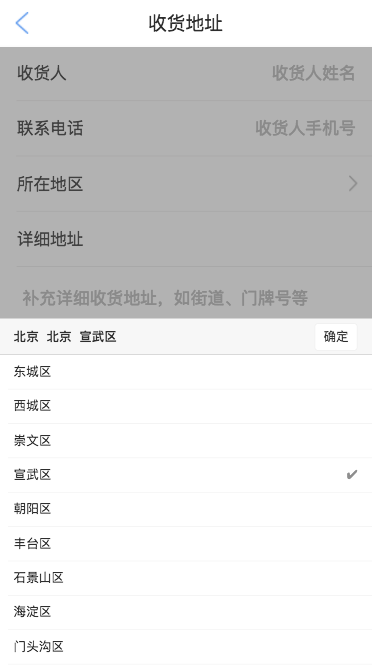 收货地址
收货人 收货人姓名
联系电话 收货人手机号
所在地区
详细地址
补充详细收货地址，如街道、门牌号等
北京 北京 宣武区 确定
东城区
西城区
崇文区
宣武区
朝阳区
丰台区
石景山区
海淀区
门头沟区